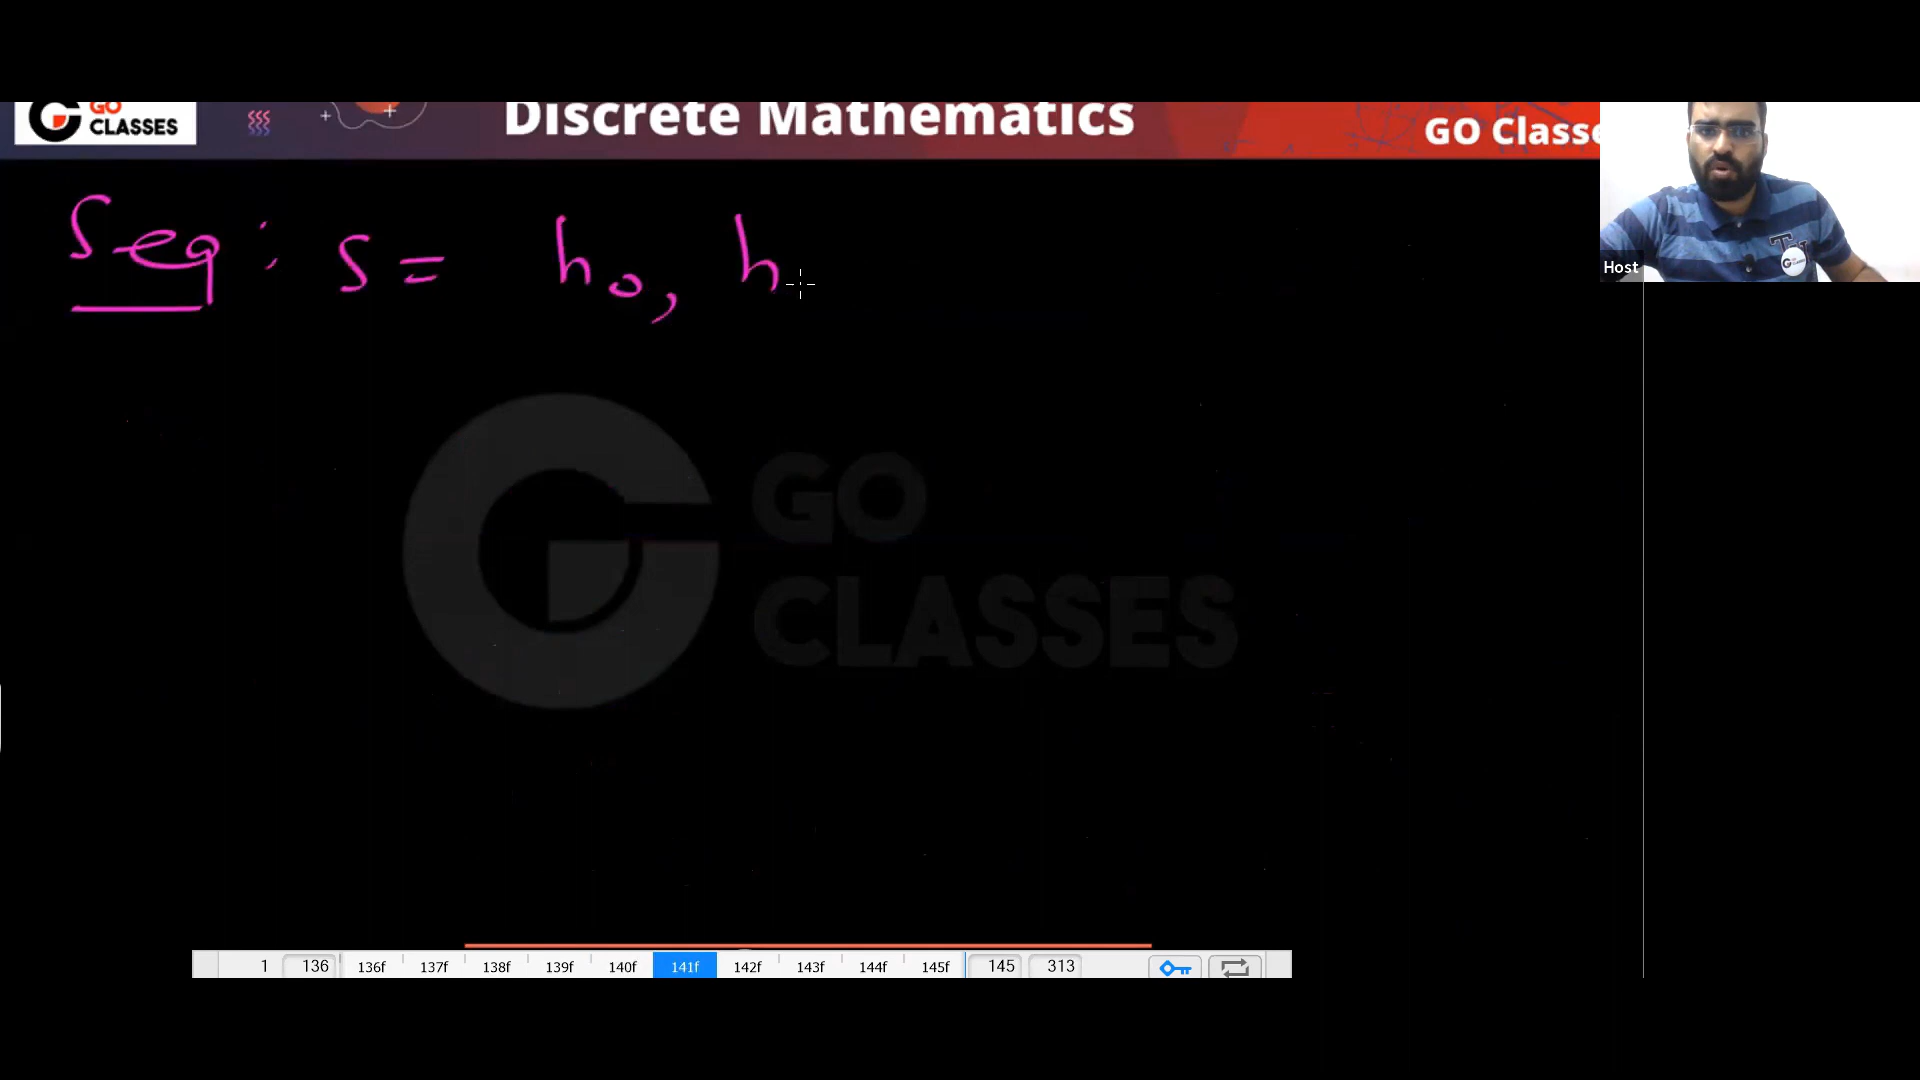 GO
CLASSES
Discrete Mathematics
GO Classe
Host
Seq: S = h₀, h
GO
CLASSES
1 136 136f 137f 138f 139f 140f 141f 142f 143f 144f 145f 145 313